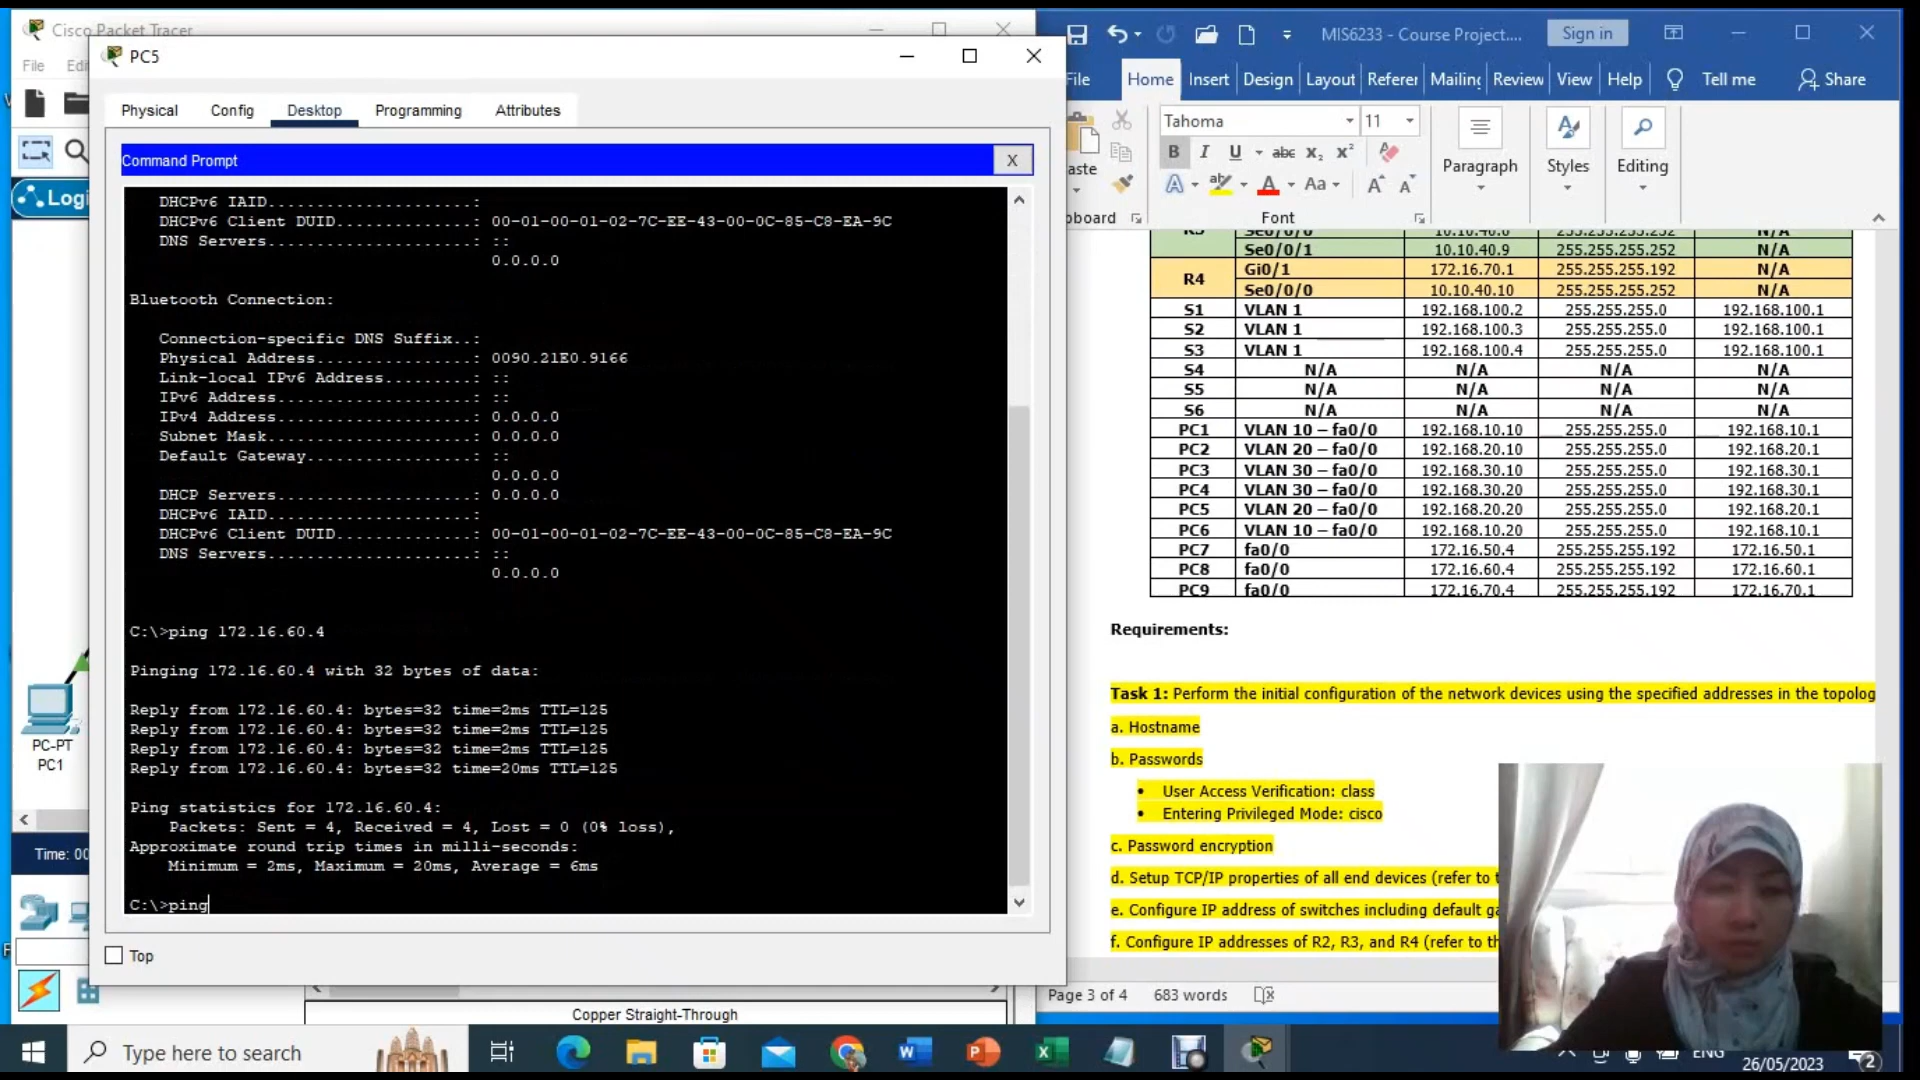 Cisco Packet Tracer
File
PC5
Physical Config Desktop Programming Attributes
Command Prompt
X
DHCPv6 IAID.....................:
DHCPv6 Client DUID..............: 00-01-00-01-02-7C-EE-43-00-0C-85-C8-EA-9C
DNS Servers.....................: ::
0.0.0.0
Bluetooth Connection:
Connection-specific DNS Suffix..:
Physical Address................: 0090.21E0.9166
Link-local IPv6 Address.........: ::
IPv6 Address....................: ::
IPv4 Address....................: 0.0.0.0
Subnet Mask.....................: 0.0.0.0
Default Gateway.................: ::
0.0.0.0
DHCP Servers....................: 0.0.0.0
DHCPv6 IAID.....................:
DHCPv6 Client DUID..............: 00-01-00-01-02-7C-EE-43-00-0C-85-C8-EA-9C
DNS Servers.....................: ::
0.0.0.0
C:\>ping 172.16.60.4
Pinging 172.16.60.4 with 32 bytes of data:
Reply from 172.16.60.4: bytes=32 time=2ms TTL=125
Reply from 172.16.60.4: bytes=32 time=2ms TTL=125
Reply from 172.16.60.4: bytes=32 time=2ms TTL=125
Reply from 172.16.60.4: bytes=32 time=20ms TTL=125
Ping statistics for 172.16.60.4:
Packets: Sent = 4, Received = 4, Lost = 0 (0% loss),
Approximate round trip times in milli-seconds:
Minimum = 2ms, Maximum = 20ms, Average = 6ms
C:\>ping
Top
PC-PT
PC1
Time: 00
Copper Straight-Through
MIS6233 - Course Project....
Sign in
File Home Insert Design Layout Referer Mailing Review View Help Tell me Share
Tahoma 11
Paragraph Styles Editing
Font
Se0/0/1 10.10.40.9 255.255.255.252 N/A
R4 Gi0/1 172.16.70.1 255.255.255.192 N/A
Se0/0/0 10.10.40.10 255.255.255.252 N/A
S1 VLAN 1 192.168.100.2 255.255.255.0 192.168.100.1
S2 VLAN 1 192.168.100.3 255.255.255.0 192.168.100.1
S3 VLAN 1 192.168.100.4 255.255.255.0 192.168.100.1
S4 N/A N/A N/A N/A
S5 N/A N/A N/A N/A
S6 N/A N/A N/A N/A
PC1 VLAN 10 – fa0/0 192.168.10.10 255.255.255.0 192.168.10.1
PC2 VLAN 20 – fa0/0 192.168.20.10 255.255.255.0 192.168.20.1
PC3 VLAN 30 – fa0/0 192.168.30.10 255.255.255.0 192.168.30.1
PC4 VLAN 30 – fa0/0 192.168.30.20 255.255.255.0 192.168.30.1
PC5 VLAN 20 – fa0/0 192.168.20.20 255.255.255.0 192.168.20.1
PC6 VLAN 10 – fa0/0 192.168.10.20 255.255.255.0 192.168.10.1
PC7 fa0/0 172.16.50.4 255.255.255.192 172.16.50.1
PC8 fa0/0 172.16.60.4 255.255.255.192 172.16.60.1
PC9 fa0/0 172.16.70.4 255.255.255.192 172.16.70.1
Requirements:
Task 1: Perform the initial configuration of the network devices using the specified addresses in the topolog
a. Hostname
b. Passwords
• User Access Verification: class
• Entering Privileged Mode: cisco
c. Password encryption
d. Setup TCP/IP properties of all end devices (refer to t
e. Configure IP address of switches including default ga
f. Configure IP addresses of R2, R3, and R4 (refer to th
Page 3 of 4 683 words
Type here to search
ENG
26/05/2023
2